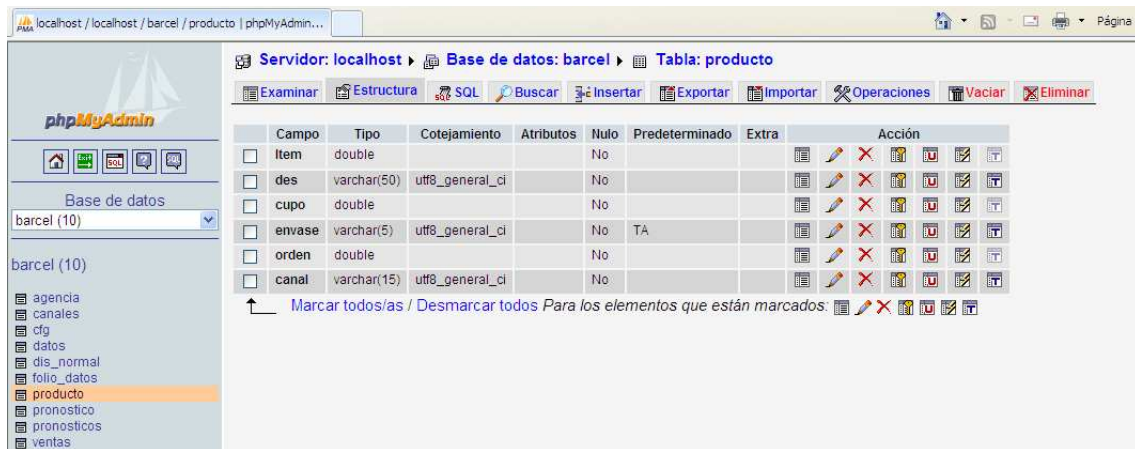 localhost / localhost / barcel / producto | phpMyAdmin...
Página
phpMyAdmin
Base de datos
barcel (10)
barcel (10)
agencia
canales
cfg
datos
dis_normal
folio_datos
producto
pronostico
pronosticos
ventas
Servidor: localhost Base de datos: barcel Tabla: producto
Examinar Estructura SQL Buscar Insertar Exportar Importar Operaciones Vaciar Eliminar
Campo Tipo Cotejamiento Atributos Nulo Predeterminado Extra Acción
Item double No
des varchar(50) utf8_general_ci No
cupo double No
envase varchar(5) utf8_general_ci No TA
orden double No
canal varchar(15) utf8_general_ci No
Marcar todos/as / Desmarcar todos Para los elementos que están marcados: